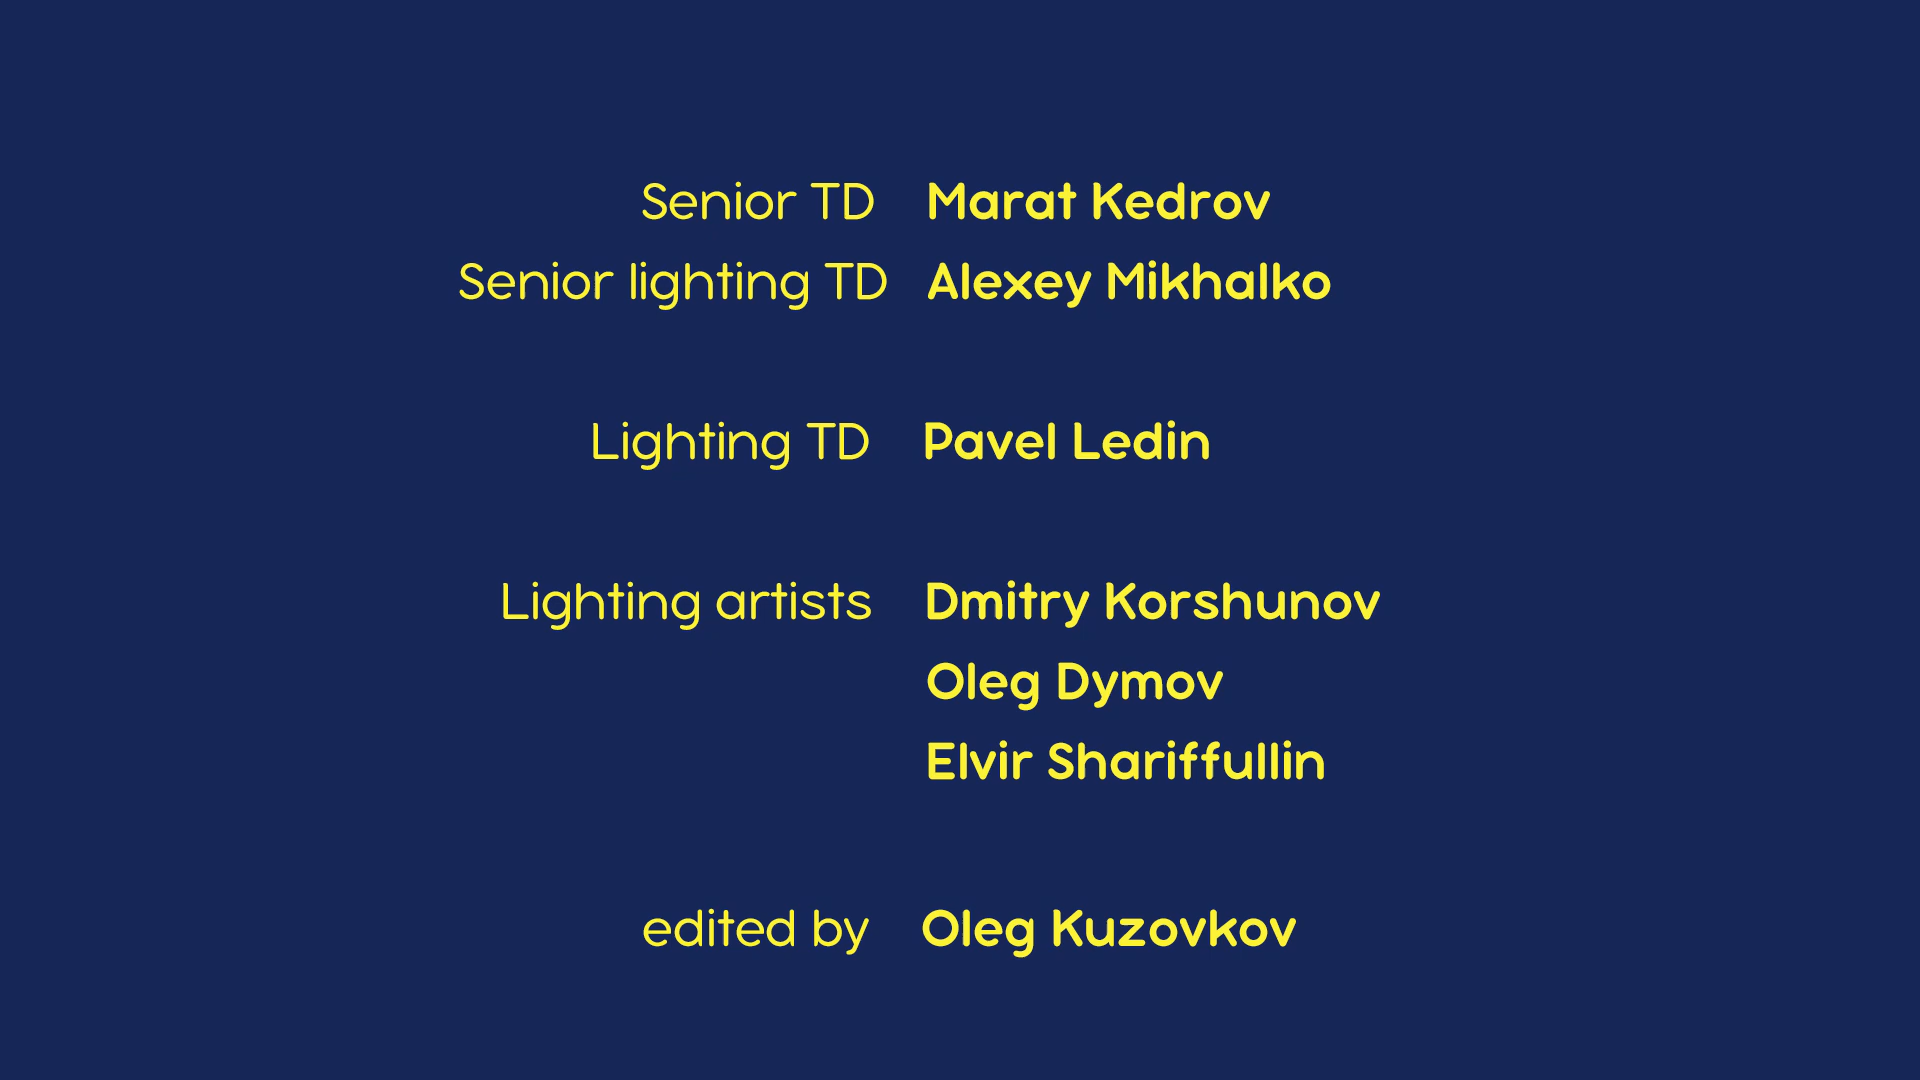 Senior TD Marat Kedrov
Senior lighting TD Alexey Mikhalko
Lighting TD Pavel Ledin
Lighting artists Dmitry Korshunov
Oleg Dymov
Elvir Shariffullin
edited by Oleg Kuzovkov